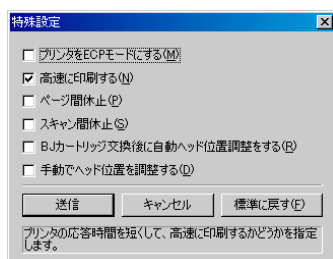 特殊設定
プリンタをECPモードにする(M)
高速に印刷する(N)
ページ間休止(P)
スキャン間休止(S)
BJカートリッジ交換後に自動ヘッド位置調整をする(R)
手動でヘッド位置を調整する(D)
送信 キャンセル 標準に戻す(F)
プリンタの応答時間を短くして、高速に印刷するかどうかを指定
します。